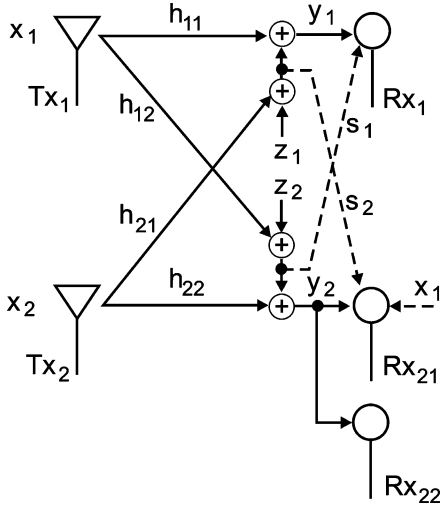 x1 h11 y1
Tx1 h12 z1 s1 Rx1
z2
h21 s2
x2 h22 y2 x1
Tx2 Rx21
Rx22